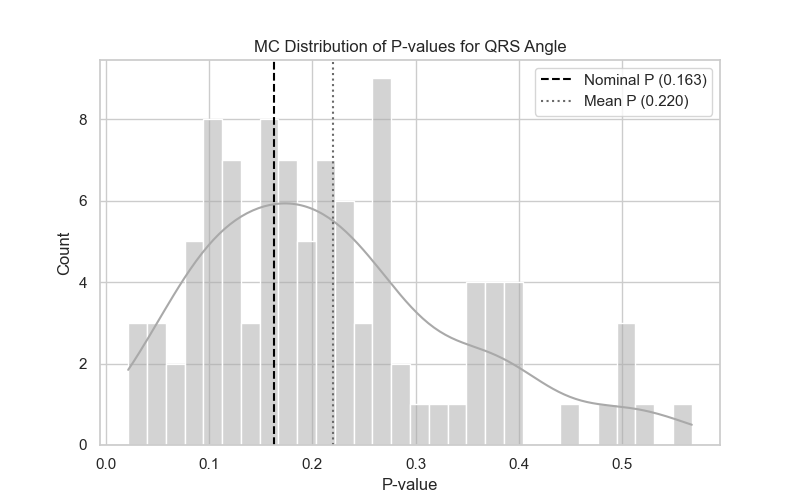 MC Distribution of P-values for QRS Angle
Nominal P (0.163)
Mean P (0.220)
Count
8
6
4
2
0
0.0 0.1 0.2 0.3 0.4 0.5
P-value